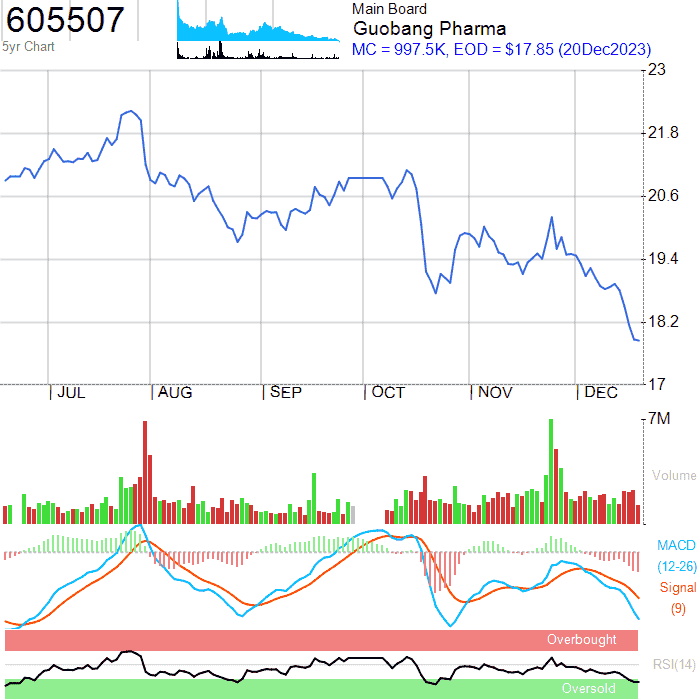 605507
5yr Chart
Main Board
Guobang Pharma
MC = 997.5K, EOD = $17.85 (20Dec2023)
23
21.8
20.6
19.4
18.2
17
| JUL
| AUG
| SEP
| OCT
| NOV
| DEC
7M
Volume
MACD
(12-26)
Signal
(9)
Overbought
RSI(14)
Oversold